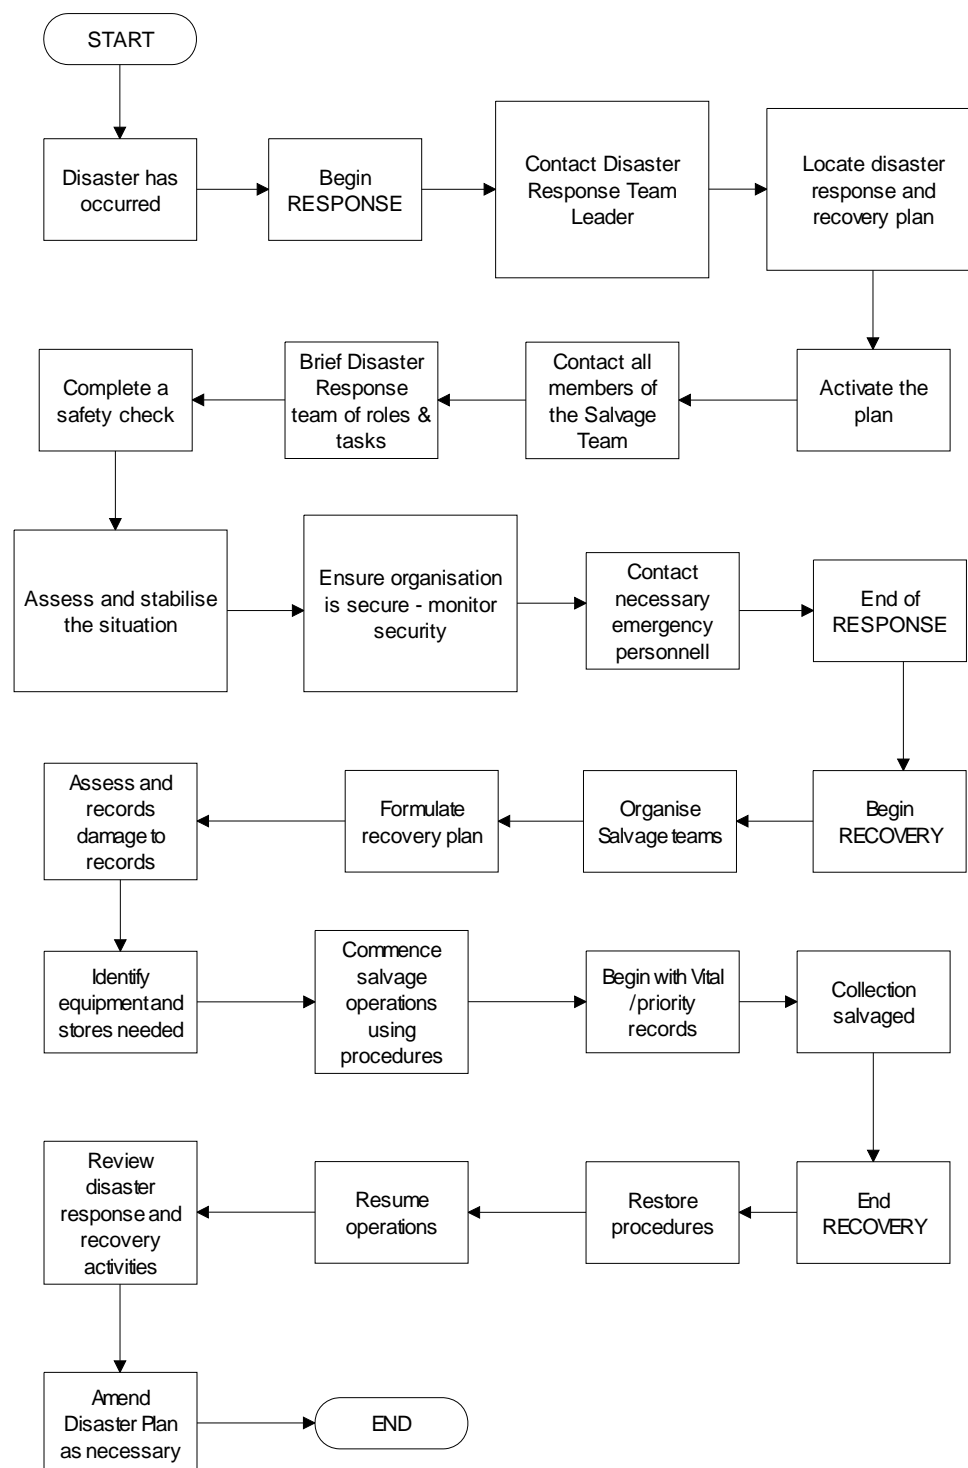 START
Disaster has
occurred
Begin
RESPONSE
Contact Disaster
Response Team
Leader
Locate disaster
response and
recovery plan
Activate the
plan
Contact all
members of
the Salvage
Team
Brief Disaster
Response
team of roles &
tasks
Complete a
safety check
Assess and stabilise
the situation
Ensure organisation
is secure - monitor
security
Contact
necessary
emergency
personnell
End of
RESPONSE
Begin
RECOVERY
Organise
Salvage teams
Formulate
recovery plan
Assess and
records
damage to
records
Identify
equipment and
stores needed
Commence
salvage
operations
using
procedures
Begin with Vital
/ priority
records
Collection
salvaged
End
RECOVERY
Restore
procedures
Resume
operations
Review
disaster
response and
recovery
activities
Amend
Disaster Plan
as necessary
END